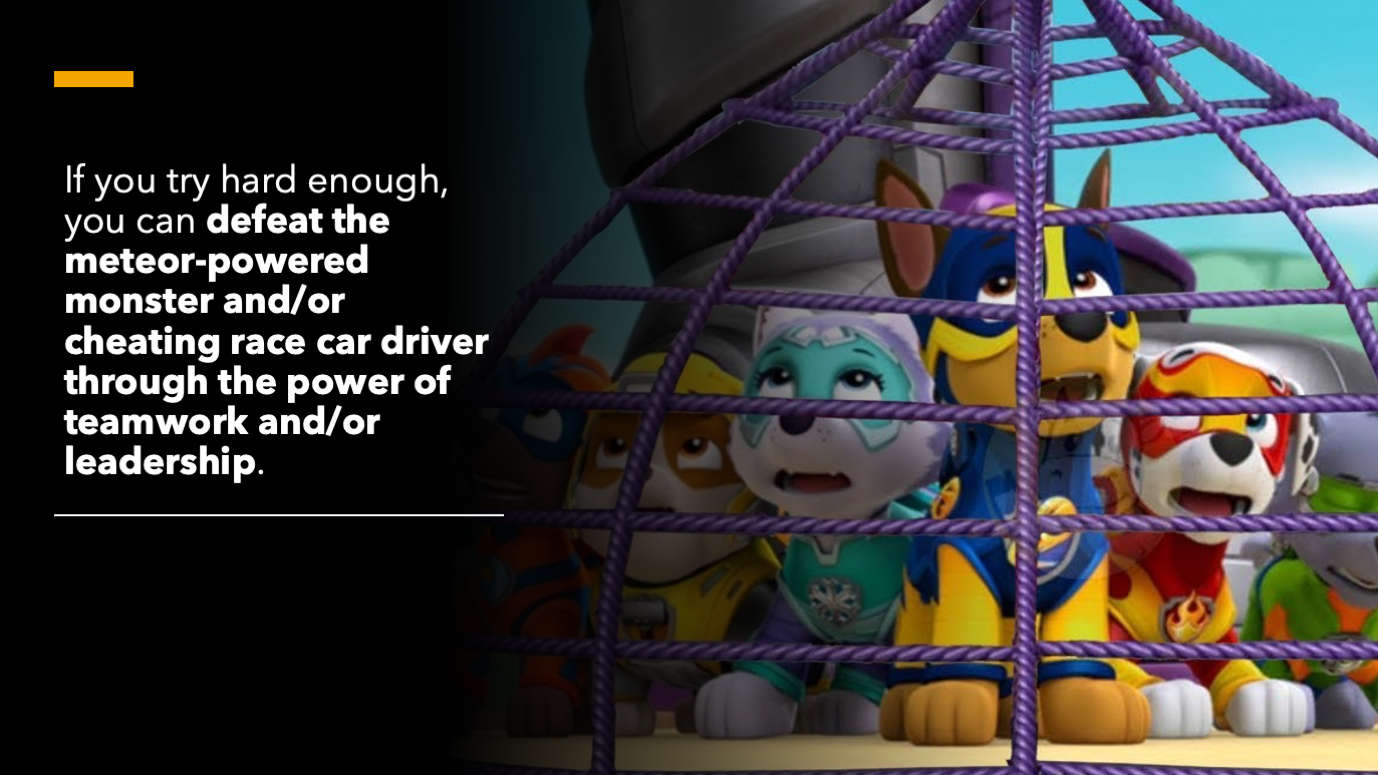 If you try hard enough,
you can defeat the
meteor-powered
monster and/or
cheating race car driver
through the power of
teamwork and/or
leadership.